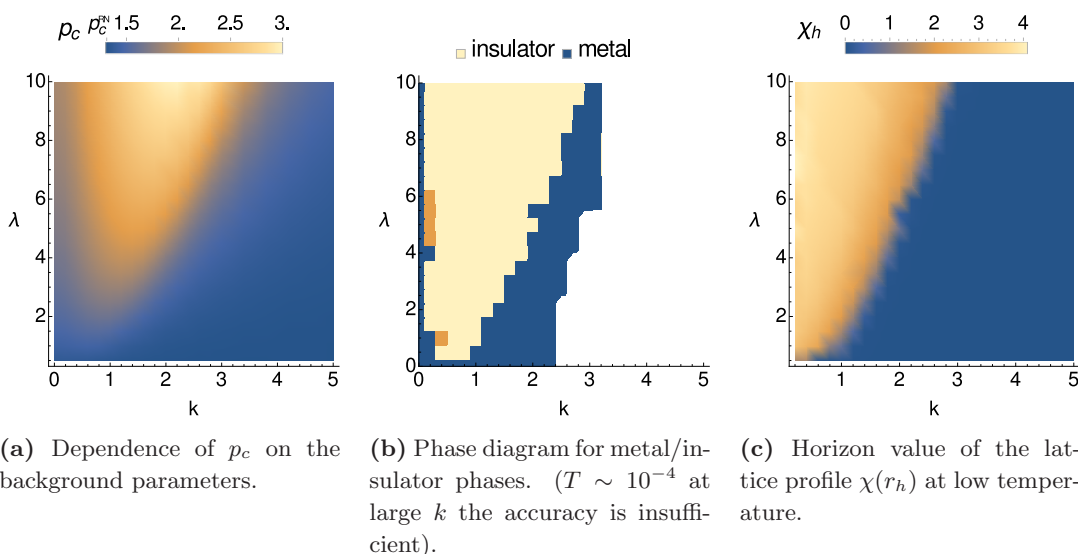 p_c p_c^RN 1.5 2. 2.5 3.
10
8
6
λ
4
2
0 1 2 3 4 5
k
insulator metal
10
8
6
λ
4
2
0
0 1 2 3 4 5
k
χh 0 1 2 3 4
10
8
6
λ
4
2
1 2 3 4 5
k
(a) Dependence of p_c on the
background parameters.
(b) Phase diagram for metal/in-
sulator phases. (T ∼ 10^−4 at
large k the accuracy is insuffi-
cient).
(c) Horizon value of the lat-
tice profile χ(r_h) at low temper-
ature.